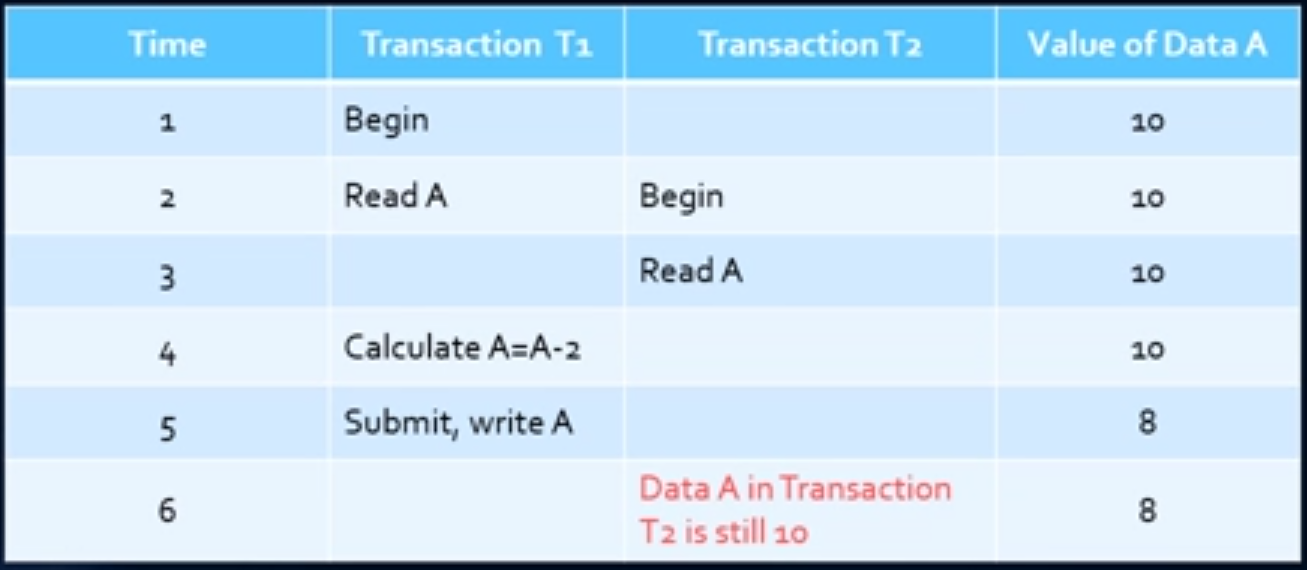 Time Transaction T1 Transaction T2 Value of Data A
1 Begin 10
2 Read A Begin 10
3 Read A 10
4 Calculate A=A-2 10
5 Submit, write A 8
6 Data A in Transaction 8
T2 is still 10